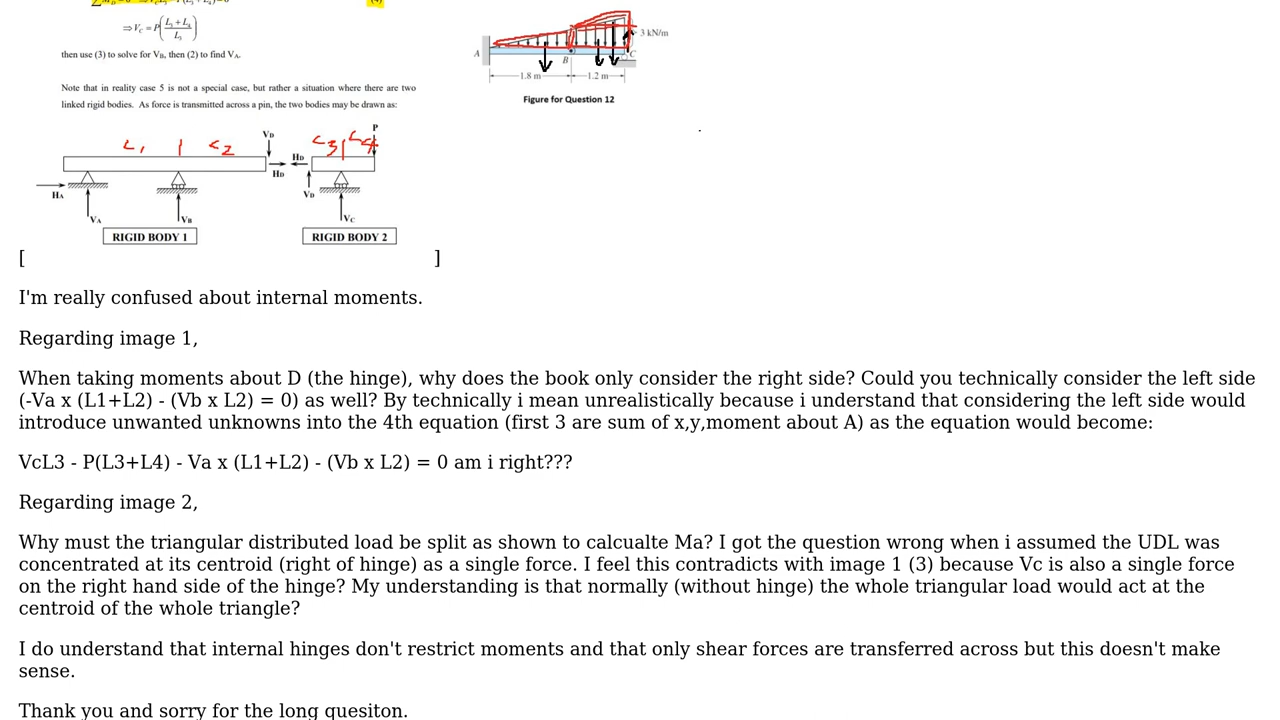 ⇒ V_C = P((L_3 + L_4) / L_3)
then use (3) to solve for V_B, then (2) to find V_A.
Note that in reality case 5 is not a special case, but rather a situation where there are two
linked rigid bodies. As force is transmitted across a pin, the two bodies may be drawn as:
L1 | L2 V_D H_D H_A V_A V_B
RIGID BODY 1
L3 | L4 P H_D V_D V_C
RIGID BODY 2
3 kN/m
A B C
1.8 m 1.2 m
Figure for Question 12
[ ]
I'm really confused about internal moments.
Regarding image 1,
When taking moments about D (the hinge), why does the book only consider the right side? Could you technically consider the left side
(-Va x (L1+L2) - (Vb x L2) = 0) as well? By technically i mean unrealistically because i understand that considering the left side would
introduce unwanted unknowns into the 4th equation (first 3 are sum of x,y,moment about A) as the equation would become:
VcL3 - P(L3+L4) - Va x (L1+L2) - (Vb x L2) = 0 am i right???
Regarding image 2,
Why must the triangular distributed load be split as shown to calcualte Ma? I got the question wrong when i assumed the UDL was
concentrated at its centroid (right of hinge) as a single force. I feel this contradicts with image 1 (3) because Vc is also a single force
on the right hand side of the hinge? My understanding is that normally (without hinge) the whole triangular load would act at the
centroid of the whole triangle?
I do understand that internal hinges don't restrict moments and that only shear forces are transferred across but this doesn't make
sense.
Thank you and sorry for the long quesiton.